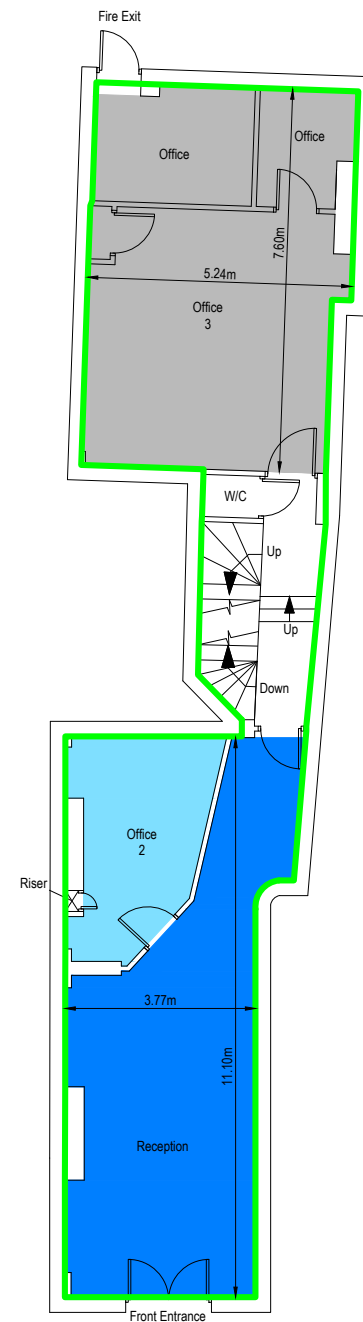 Fire Exit
Office
Office
7.60m
5.24m
Office
3
W/C
Up
Up
Down
Office
2
Riser
3.77m
11.10m
Reception
Front Entrance